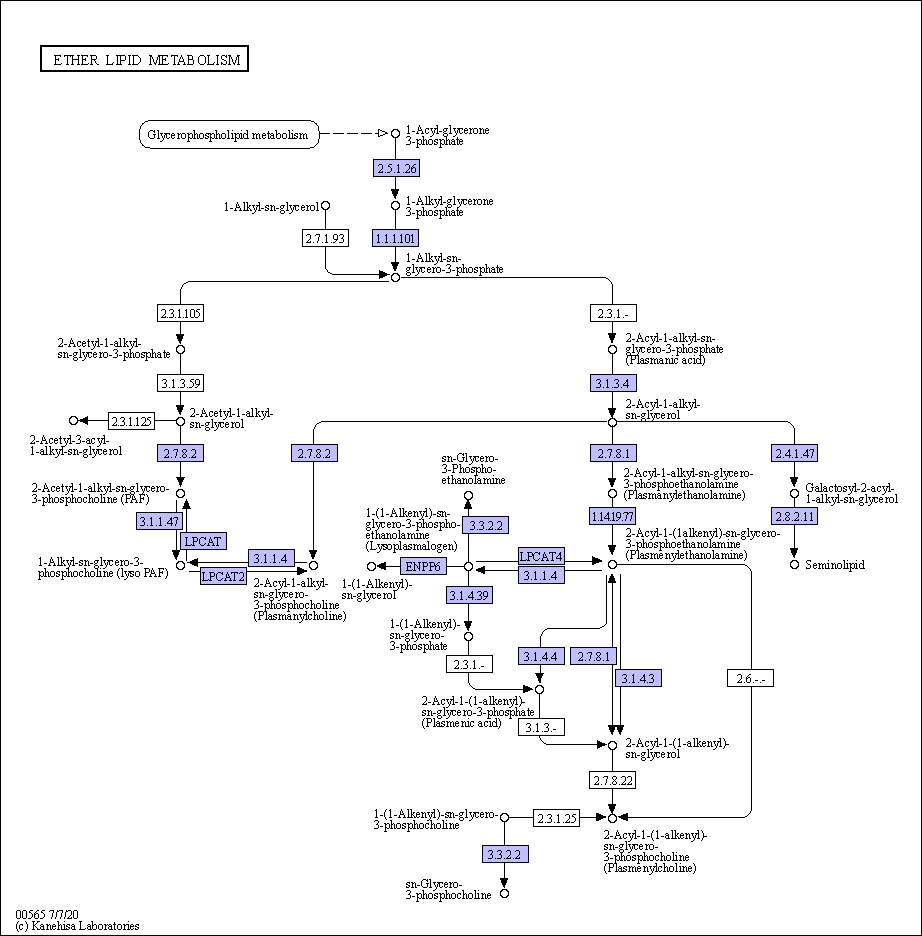 ETHER LIPID METABOLISM
Glycerophospholipid metabolism
1-Acyl-glycerone
3-phosphate
2.5.1.26
1-Alkyl-sn-glycerol
1-Alkyl-glycerone
3-phosphate
2.7.1.93
1.1.1.101
1-Alkyl-sn-
glycero-3-phosphate
2.3.1.105
2.3.1.-
2-Acetyl-1-alkyl-
sn-glycero-3-phosphate
2-Acyl-1-alkyl-sn-
glycero-3-phosphate
(Plasmanic acid)
3.1.3.59
3.1.3.4
2.3.1.125
2-Acetyl-1-alkyl-
sn-glycerol
2-Acyl-1-alkyl-
sn-glycerol
2-Acetyl-3-acyl-
1-alkyl-sn-glycerol
2.7.8.2
2.7.8.2
2.7.8.1
2.4.1.47
sn-Glycero-
3-Phospho-
ethanolamine
2-Acetyl-1-alkyl-sn-glycero-
3-phosphocholine (PAF)
2-Acyl-1-alkyl-sn-glycero-
3-phosphoethanolamine
(Plasmanylethanolamine)
Galactosyl-2-acyl-
1-alkyl-sn-glycerol
3.1.1.47
1-(1-Alkenyl)-sn-
glycero-3-phospho-
ethanolamine
(Lysoplasmalogen)
3.3.2.2
1.14.19.77
2.8.2.11
LPCAT
2-Acyl-1-(1alkenyl)-sn-glycero-
3-phosphoethanolamine
(Plasmenylethanolamine)
1-Alkyl-sn-glycero-3-
phosphocholine (lyso PAF)
3.1.1.4
LPCAT2
ENPP6
LPCAT4
3.1.1.4
Seminolipid
2-Acyl-1-alkyl-
sn-glycero-
3-phosphocholine
(Plasmanylcholine)
1-(1-Alkenyl)-
sn-glycerol
3.1.4.39
1-(1-Alkenyl)-
sn-glycero-
3-phosphate
2.3.1.-
3.1.4.4
2.7.8.1
3.1.4.3
2.6.-.-
2-Acyl-1-(1-alkenyl)-
sn-glycero-3-phosphate
(Plasmenic acid)
3.1.3.-
2-Acyl-1-(1-alkenyl)-
sn-glycerol
2.7.8.22
1-(1-Alkenyl)-sn-glycero-
3-phosphocholine
2.3.1.25
2-Acyl-1-(1-alkenyl)-
sn-glycero-
3-phosphocholine
(Plasmenylcholine)
3.3.2.2
sn-Glycero-
3-phosphocholine
00565 7/7/20
(c) Kanehisa Laboratories